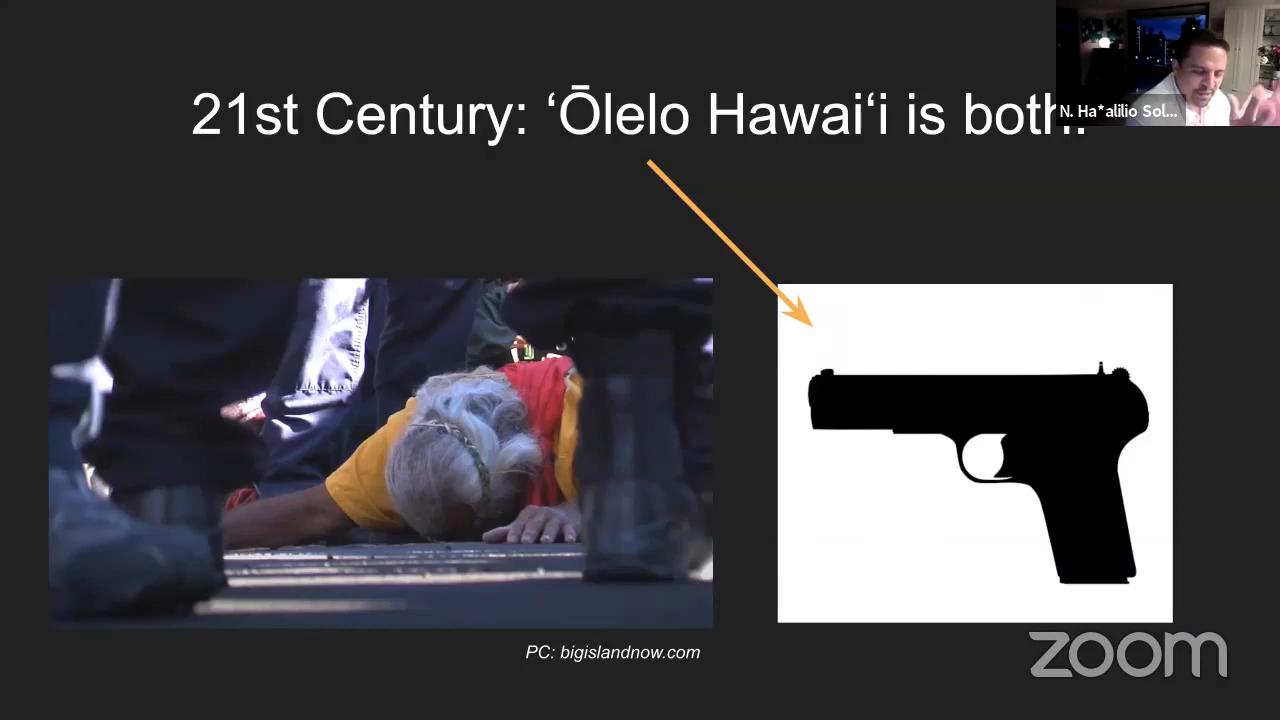 21st Century: ʻŌlelo Hawaiʻi is both..
N. Ha*alilio Sol...
PC: bigislandnow.com
zoom